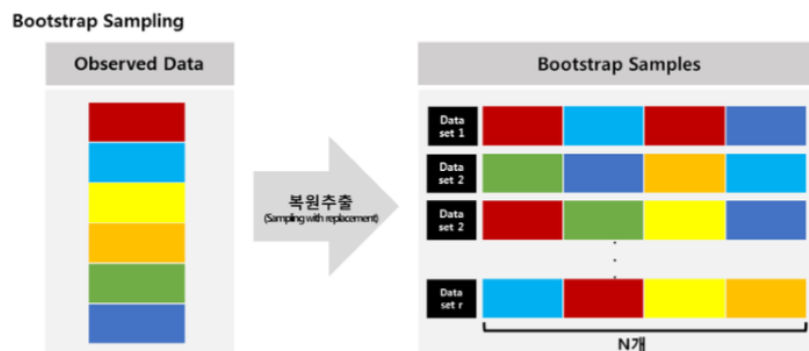 Bootstrap Sampling
Observed Data
복원추출
(Sampling with replacement)
Bootstrap Samples
Data
set 1
Data
set 2
Data
set 2
Data
set r
N개